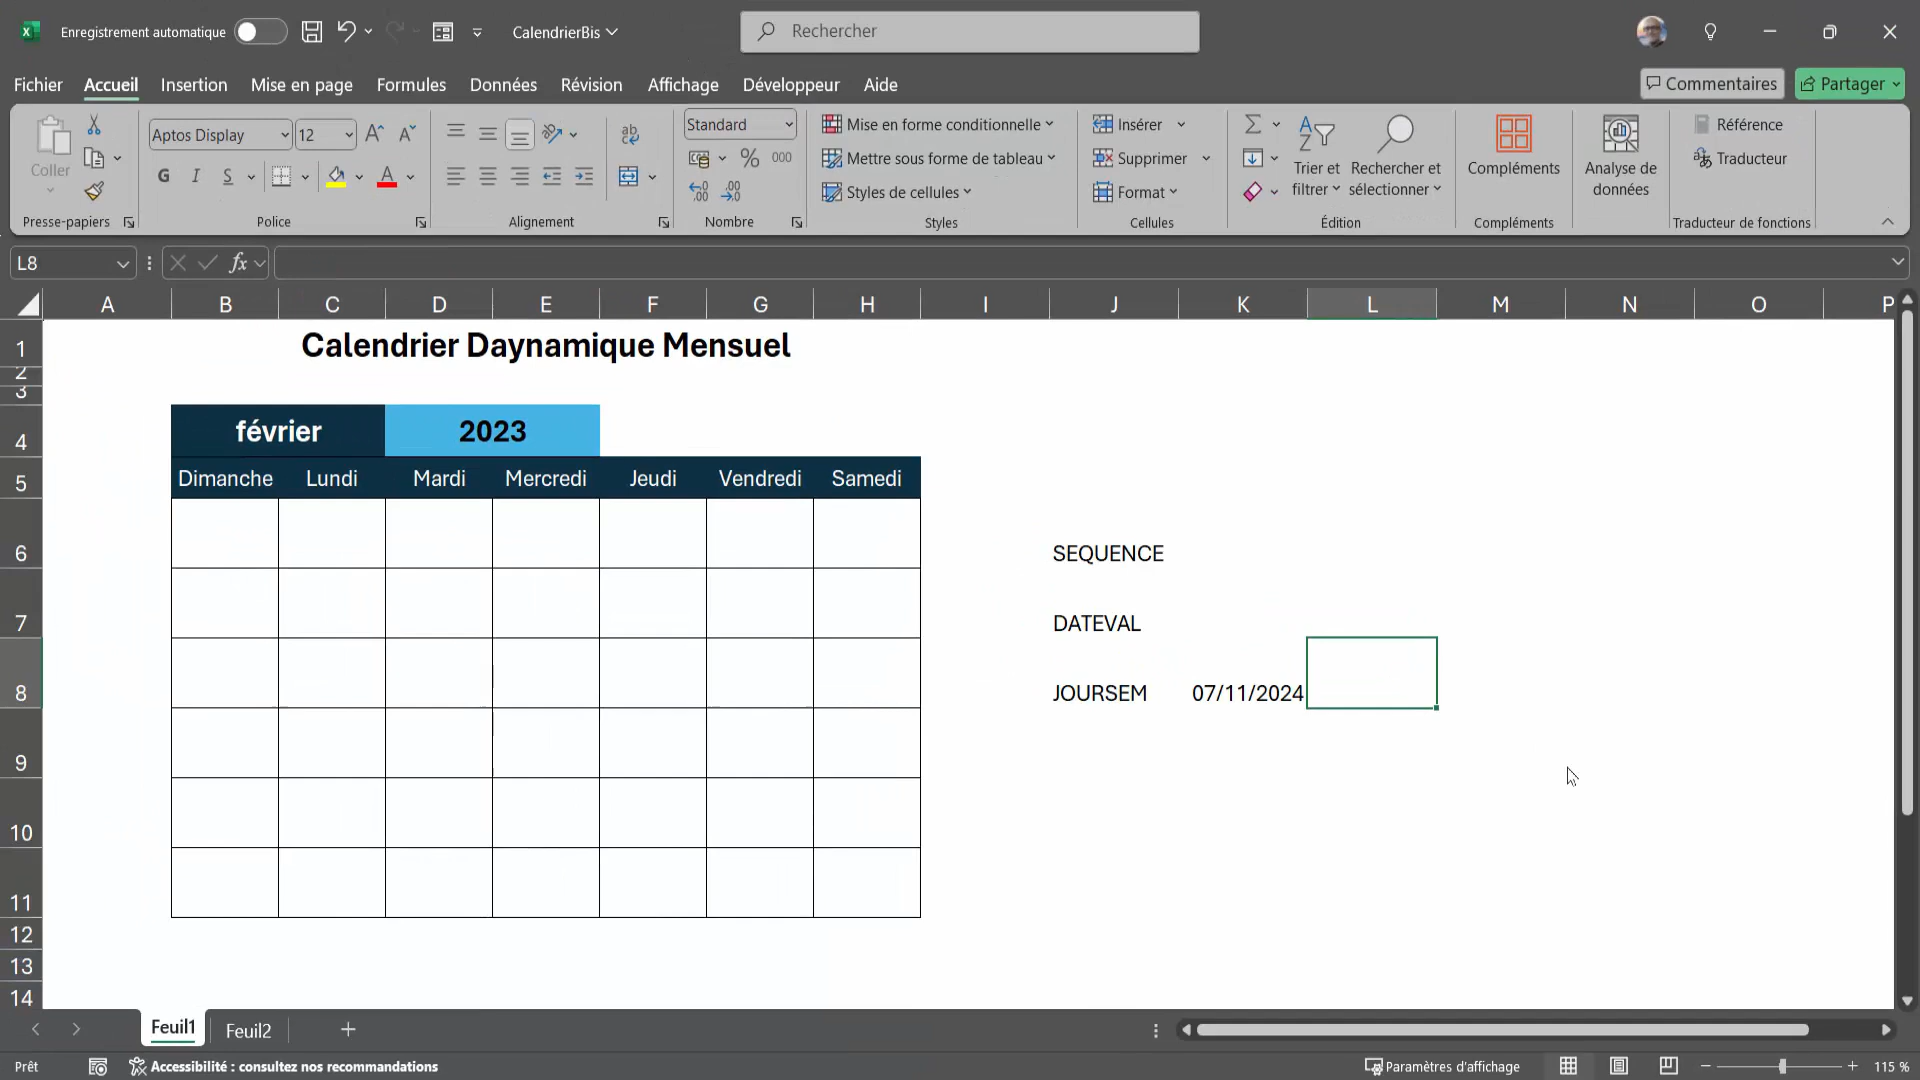 Enregistrement automatique
CalendrierBis
Rechercher
Fichier Accueil Insertion Mise en page Formules Données Révision Affichage Développeur Aide
Commentaires
Partager
Coller
Presse-papiers
Aptos Display 12
G I S A
Police
ab
Alignement
Standard
% 000
Nombre
Mise en forme conditionnelle
Mettre sous forme de tableau
Styles de cellules
Styles
Insérer
Supprimer
Format
Cellules
Trier et filtrer
Rechercher et sélectionner
Édition
Compléments
Compléments
Analyse de données
Référence
Traducteur
Traducteur de fonctions
L8
fx
A B C D E F G H I J K L M N O P
1 Calendrier Daynamique Mensuel
2
3
4 février 2023
5 Dimanche Lundi Mardi Mercredi Jeudi Vendredi Samedi
6 SEQUENCE
7 DATEVAL
8 JOURSEM 07/11/2024
9
10
11
12
13
14
Feuil1 Feuil2
Prêt
Accessibilité : consultez nos recommandations
Paramètres d'affichage
115 %